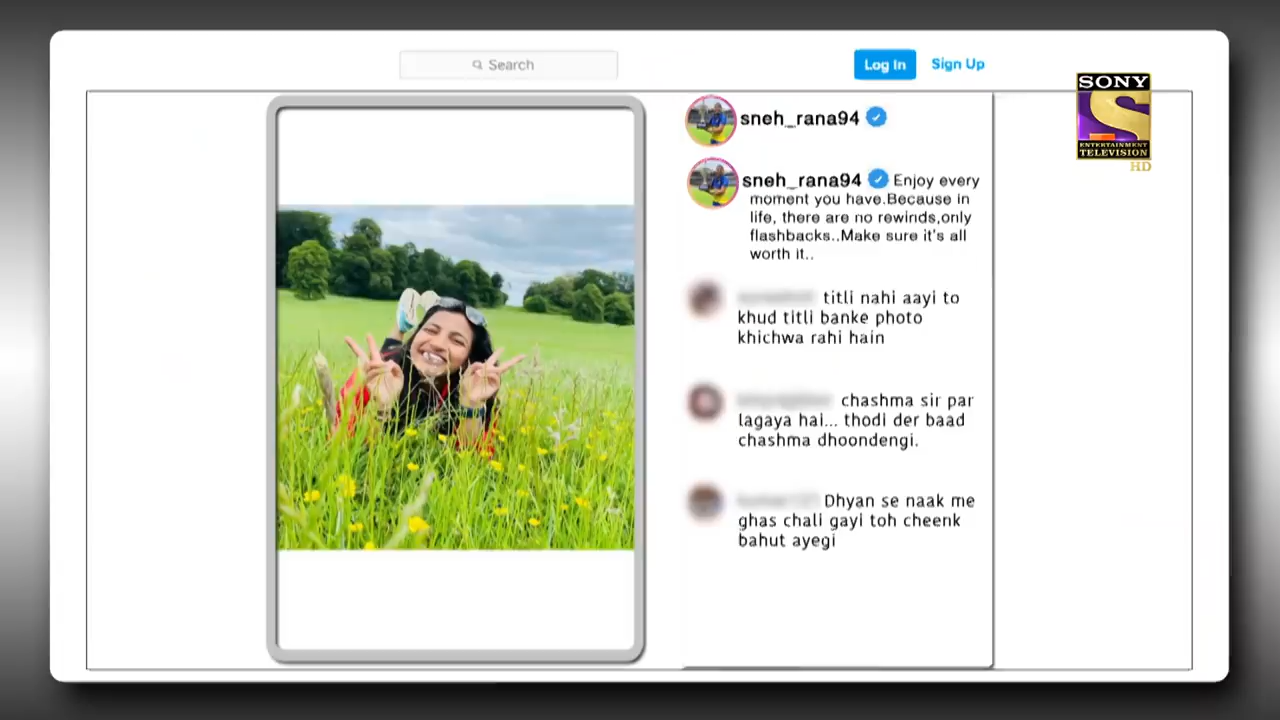 Search
Log In
Sign Up
SONY
ENTERTAINMENT
TELEVISION
HD
sneh_rana94
sneh_rana94 Enjoy every
moment you have.Because in
life, there are no rewinds,only
flashbacks..Make sure it's all
worth it..
titli nahi aayi to
khud titli banke photo
khichwa rahi hain
chashma sir par
lagaya hai... thodi der baad
chashma dhoondengi.
Dhyan se naak me
ghas chali gayi toh cheenk
bahut ayegi